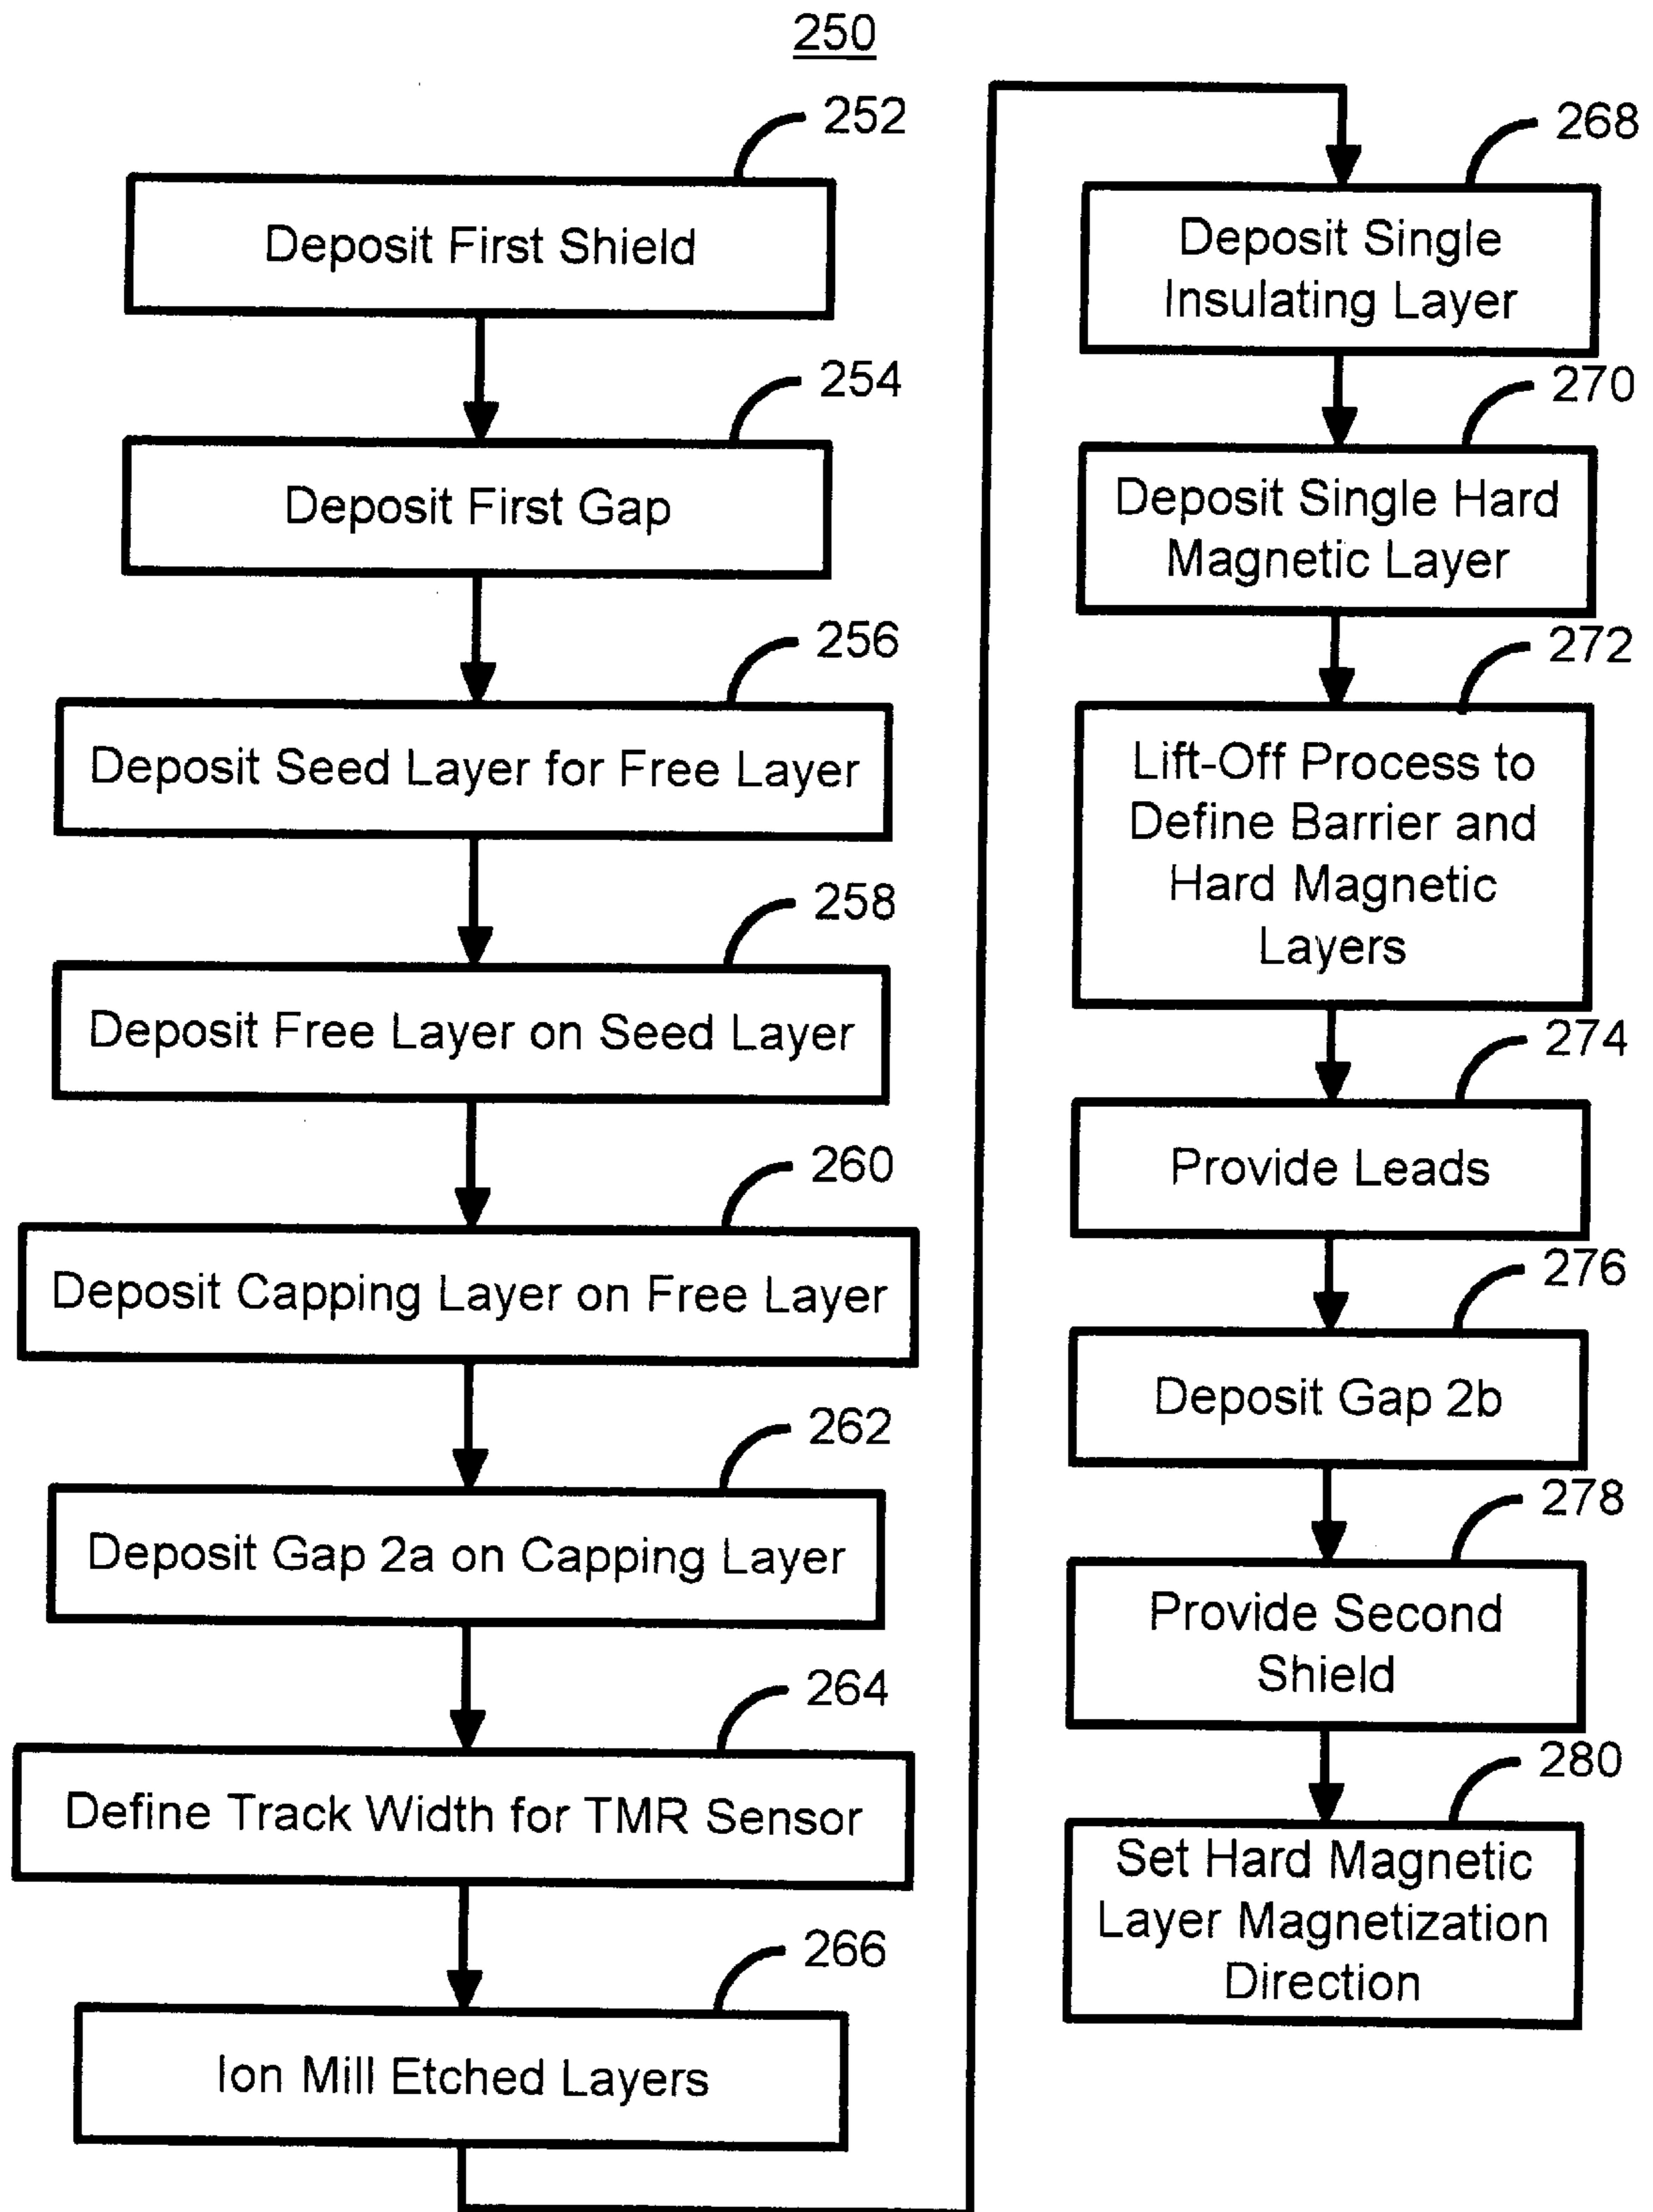 250
252
Deposit First Shield
254
Deposit First Gap
256
Deposit Seed Layer for Free Layer
258
Deposit Free Layer on Seed Layer
260
Deposit Capping Layer on Free Layer
262
Deposit Gap 2a on Capping Layer
264
Define Track Width for TMR Sensor
266
Ion Mill Etched Layers
268
Deposit Single
Insulating Layer
270
Deposit Single Hard
Magnetic Layer
272
Lift-Off Process to
Define Barrier and
Hard Magnetic
Layers
274
Provide Leads
276
Deposit Gap 2b
278
Provide Second
Shield
280
Set Hard Magnetic
Layer Magnetization
Direction